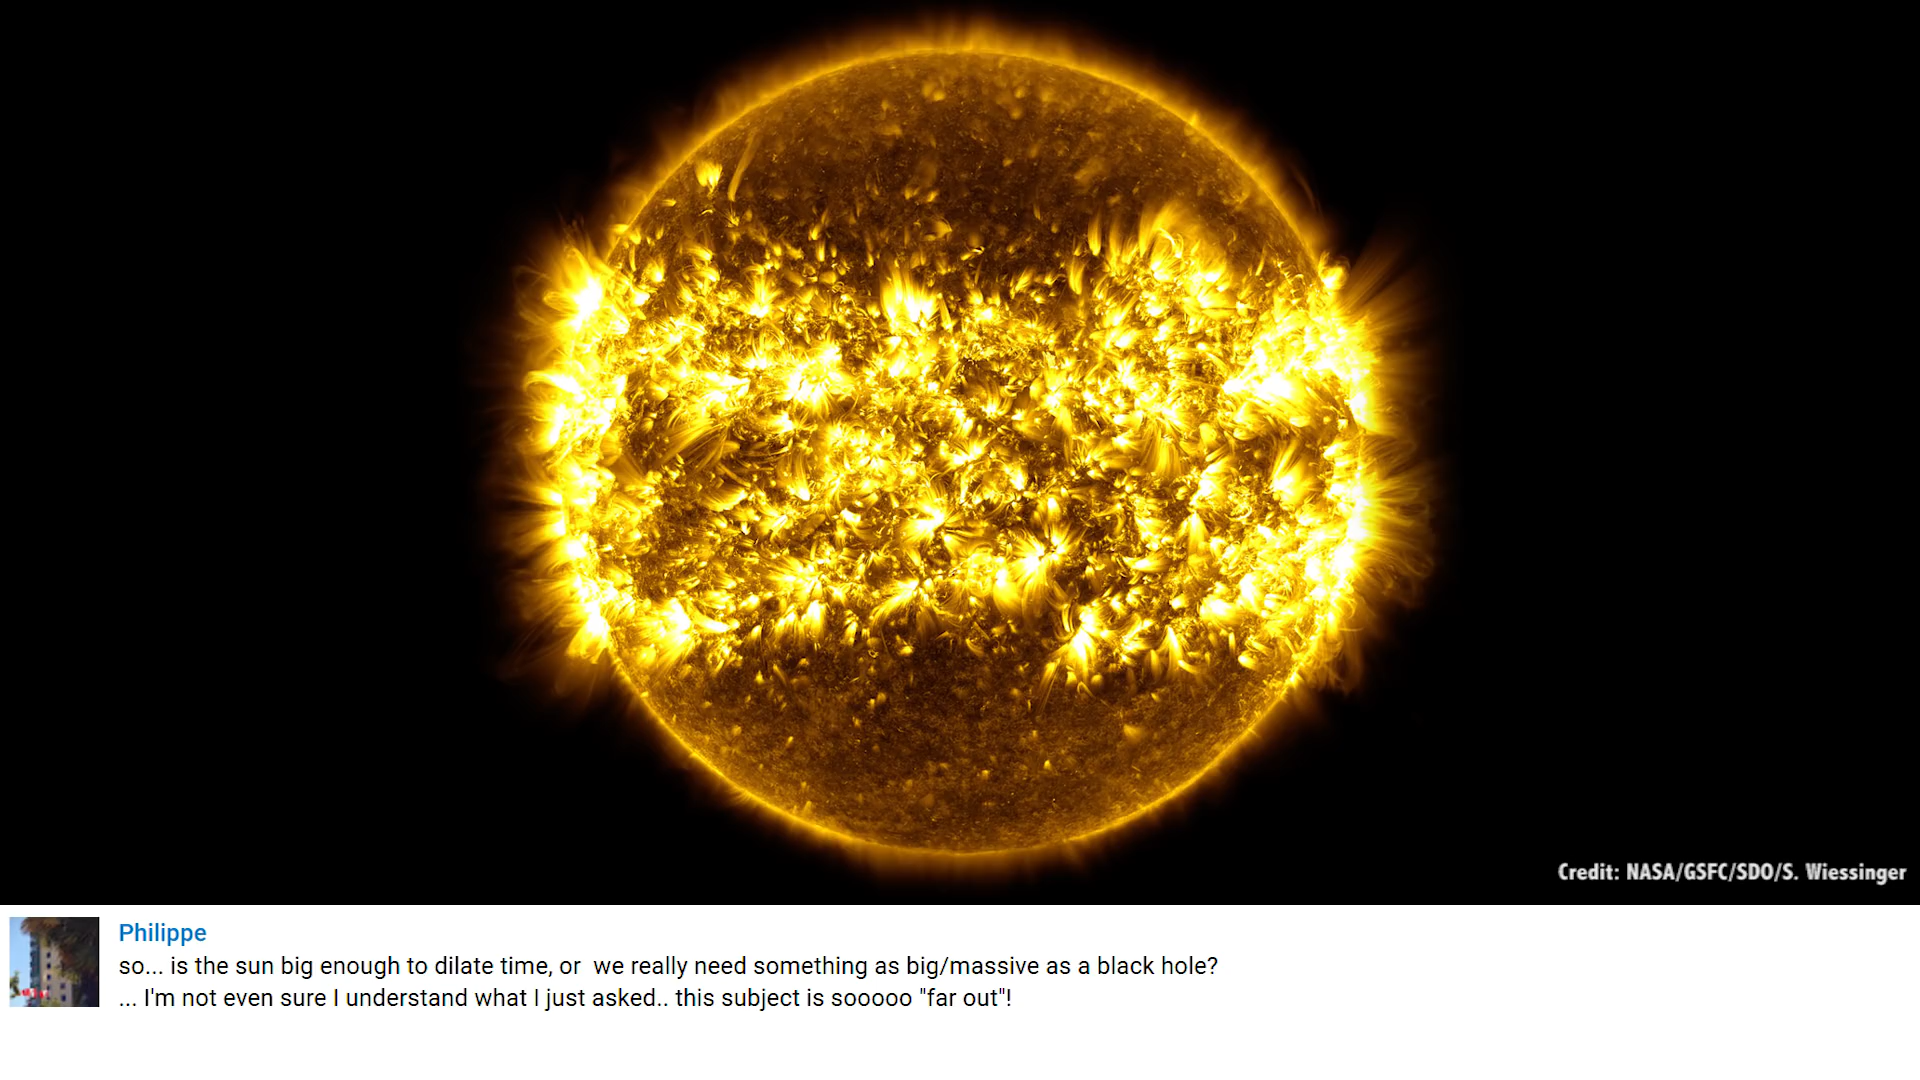 Credit: NASA/GSFC/SDO/S. Wiessinger
Philippe
so... is the sun big enough to dilate time, or  we really need something as big/massive as a black hole?
... I'm not even sure I understand what I just asked.. this subject is sooooo "far out"!